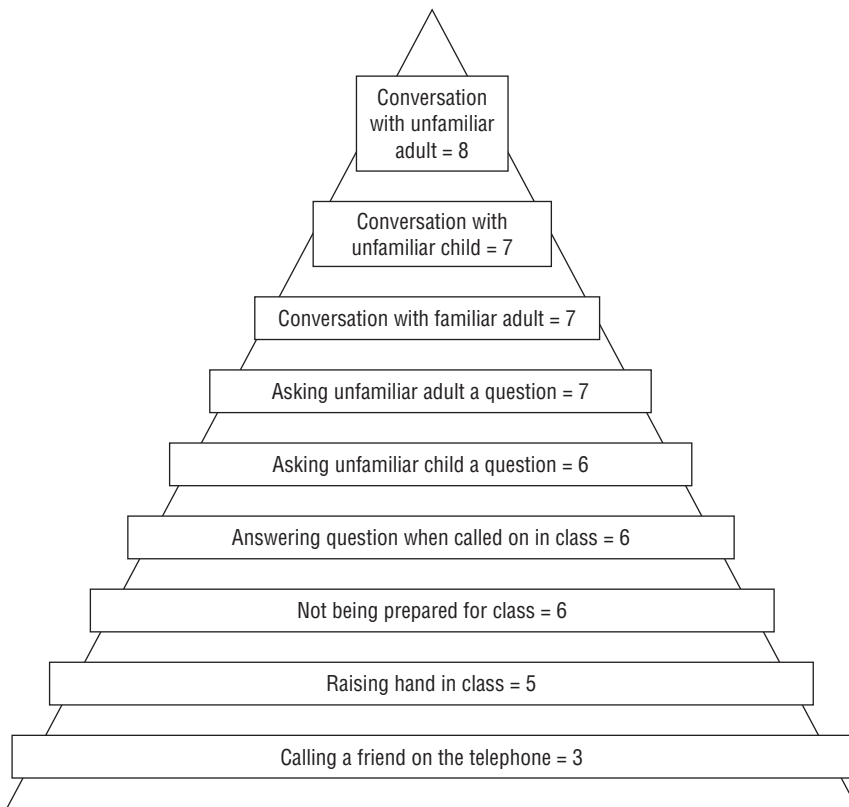 Conversation
with unfamiliar
adult = 8
Conversation with
unfamiliar child = 7
Conversation with familiar adult = 7
Asking unfamiliar adult a question = 7
Asking unfamiliar child a question = 6
Answering question when called on in class = 6
Not being prepared for class = 6
Raising hand in class = 5
Calling a friend on the telephone = 3